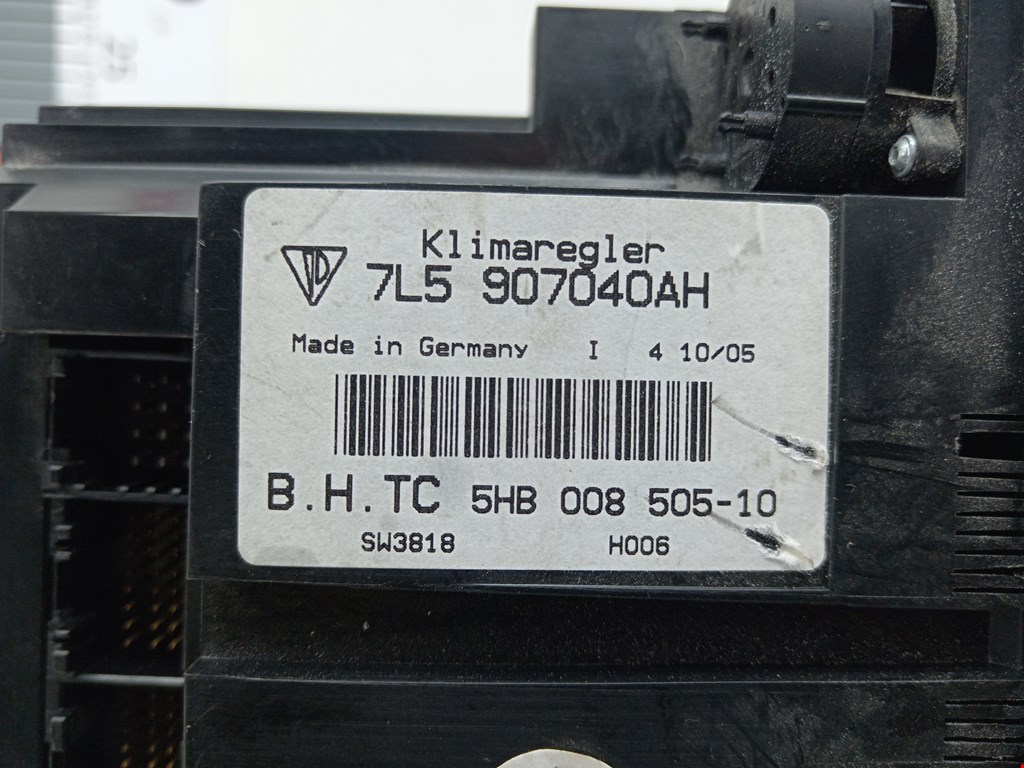 Klimaregler
7L5 907040AH
Made in Germany I 4 10/05
B.H.TC 5HB 008 505-10
SW3818 H006